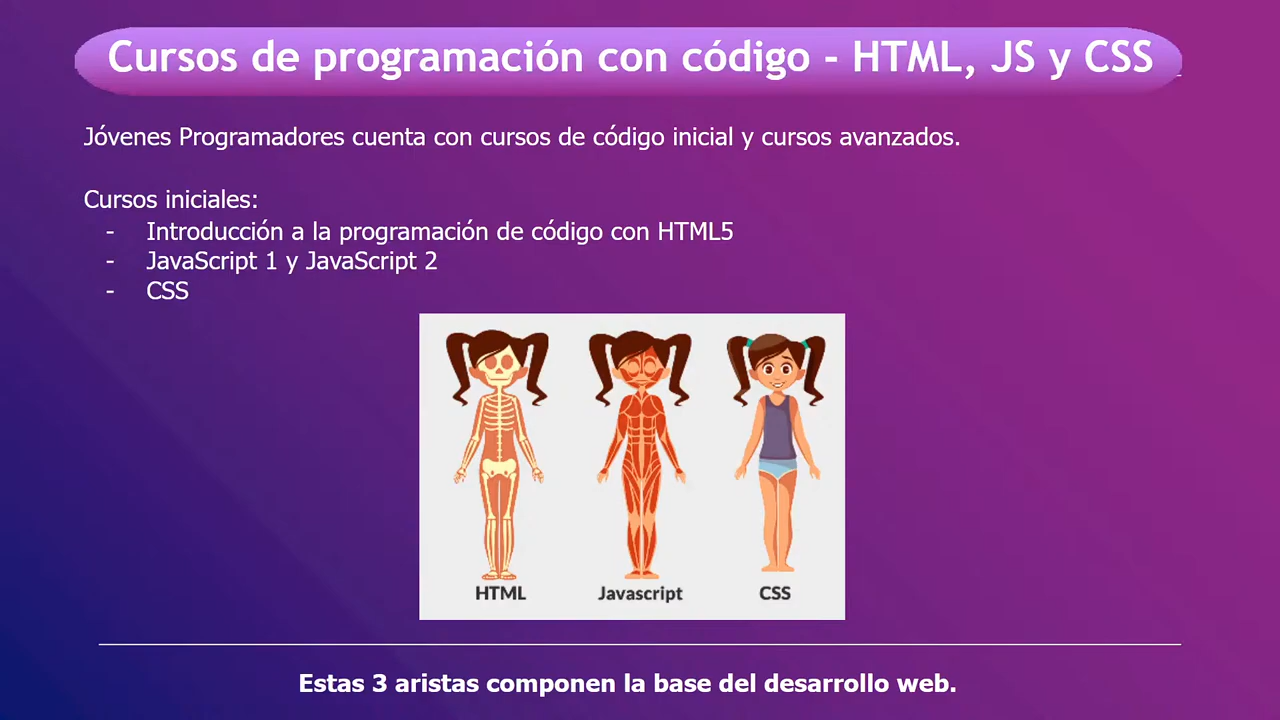 Cursos de programación con código - HTML, JS y CSS
Jóvenes Programadores cuenta con cursos de código inicial y cursos avanzados.
Cursos iniciales:
- Introducción a la programación de código con HTML5
- JavaScript 1 y JavaScript 2
- CSS
HTML Javascript CSS
Estas 3 aristas componen la base del desarrollo web.